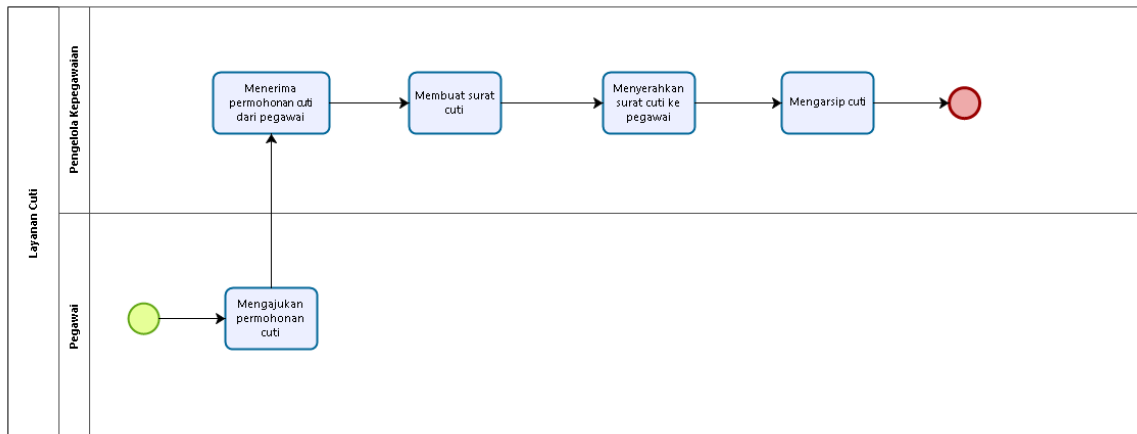 Layanan Cuti
Pengelola Kepegawaian
Menerima
permohonan cuti
dari pegawai
Membuat surat
cuti
Menyerahkan
surat cuti ke
pegawai
Mengarsip cuti
Pegawai
Mengajukan
permohonan
cuti